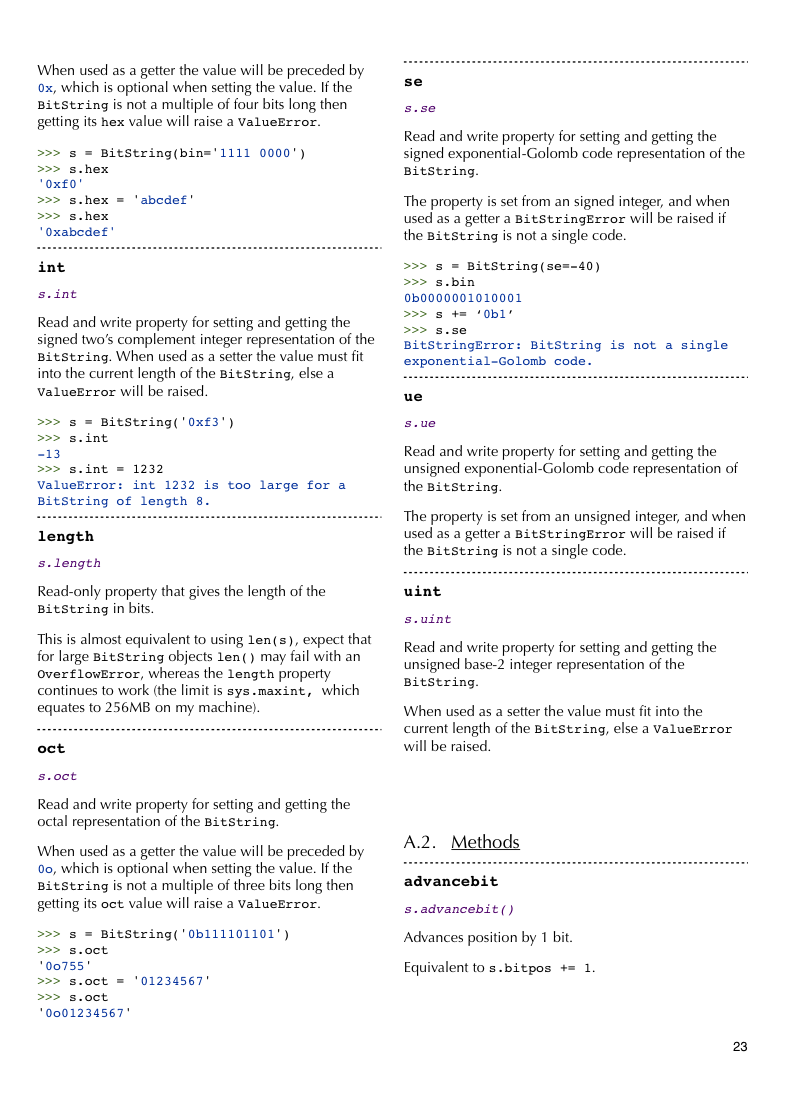 When used as a getter the value will be preceded by
0x, which is optional when setting the value. If the
BitString is not a multiple of four bits long then
getting its hex value will raise a ValueError.
>>> s = BitString(bin='1111 0000')
>>> s.hex
'0xf0'
>>> s.hex = 'abcdef'
>>> s.hex
'0xabcdef'
int
s.int
Read and write property for setting and getting the
signed two’s complement integer representation of the
BitString. When used as a setter the value must fit
into the current length of the BitString, else a
ValueError will be raised.
>>> s = BitString('0xf3')
>>> s.int
-13
>>> s.int = 1232
ValueError: int 1232 is too large for a
BitString of length 8.
length
s.length
Read-only property that gives the length of the
BitString in bits.
This is almost equivalent to using len(s), expect that
for large BitString objects len() may fail with an
OverflowError, whereas the length property
continues to work (the limit is sys.maxint, which
equates to 256MB on my machine).
oct
s.oct
Read and write property for setting and getting the
octal representation of the BitString.
When used as a getter the value will be preceded by
0o, which is optional when setting the value. If the
BitString is not a multiple of three bits long then
getting its oct value will raise a ValueError.
>>> s = BitString('0b111101101')
>>> s.oct
'0o755'
>>> s.oct = '01234567'
>>> s.oct
'0o01234567'
se
s.se
Read and write property for setting and getting the
signed exponential-Golomb code representation of the
BitString.
The property is set from an signed integer, and when
used as a getter a BitStringError will be raised if
the BitString is not a single code.
>>> s = BitString(se=-40)
>>> s.bin
0b0000001010001
>>> s += ‘0b1’
>>> s.se
BitStringError: BitString is not a single
exponential-Golomb code.
ue
s.ue
Read and write property for setting and getting the
unsigned exponential-Golomb code representation of
the BitString.
The property is set from an unsigned integer, and when
used as a getter a BitStringError will be raised if
the BitString is not a single code.
uint
s.uint
Read and write property for setting and getting the
unsigned base-2 integer representation of the
BitString.
When used as a setter the value must fit into the
current length of the BitString, else a ValueError
will be raised.
A.2. Methods
advancebit
s.advancebit()
Advances position by 1 bit.
Equivalent to s.bitpos += 1.
23